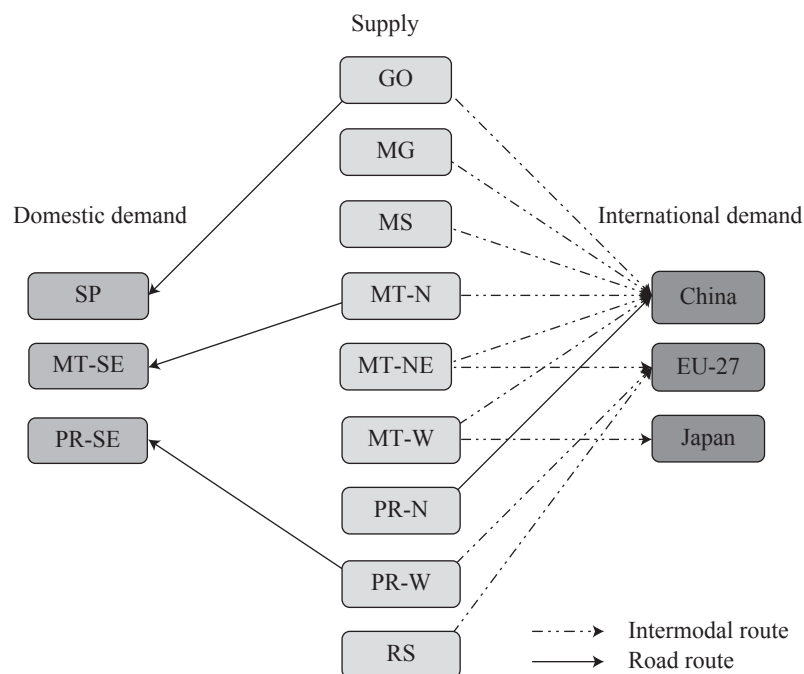 Supply
GO
MG
MS
Domestic demand
International demand
SP
MT-N
China
MT-SE
MT-NE
EU-27
PR-SE
MT-W
Japan
PR-N
PR-W
RS
Intermodal route
Road route